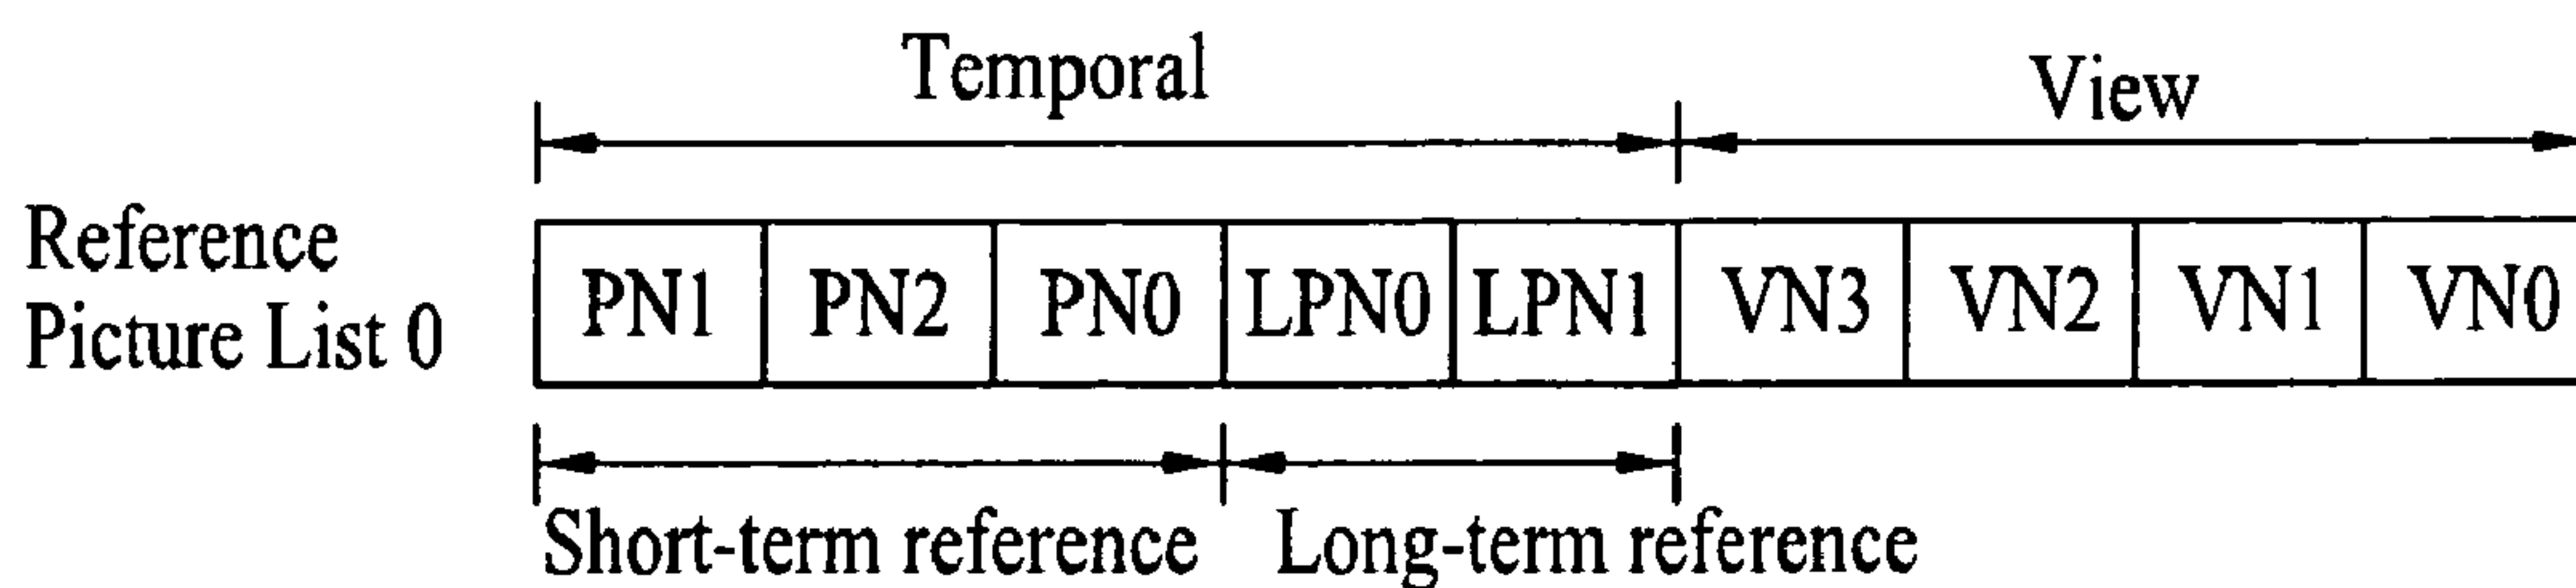 Temporal
View
Reference
Picture List 0
PN1 PN2 PN0 LPN0 LPN1 VN3 VN2 VN1 VN0
Short-term reference
Long-term reference